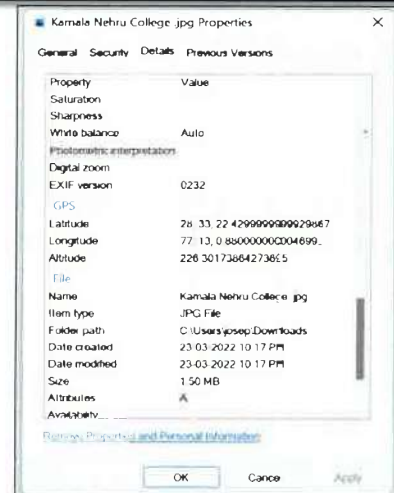 Kamala Nehru College .jpg Properties
General Security Details Previous Versions
Property Value
Saturation
Sharpness
White balance Auto
Photometric interpretation
Digital zoom
EXIF version 0232
GPS
Latitude 28; 33; 22.4299999999929867
Longitude 77; 13; 0.88000000004699...
Altitude 226.30173864273865
File
Name Kamala Nehru College .jpg
Item type JPG File
Folder path C:\Users\josep\Downloads
Date created 23-03-2022 10:17 PM
Date modified 23-03-2022 10:17 PM
Size 1.50 MB
Attributes A
Availability
Remove Properties and Personal Information
OK Cancel Apply